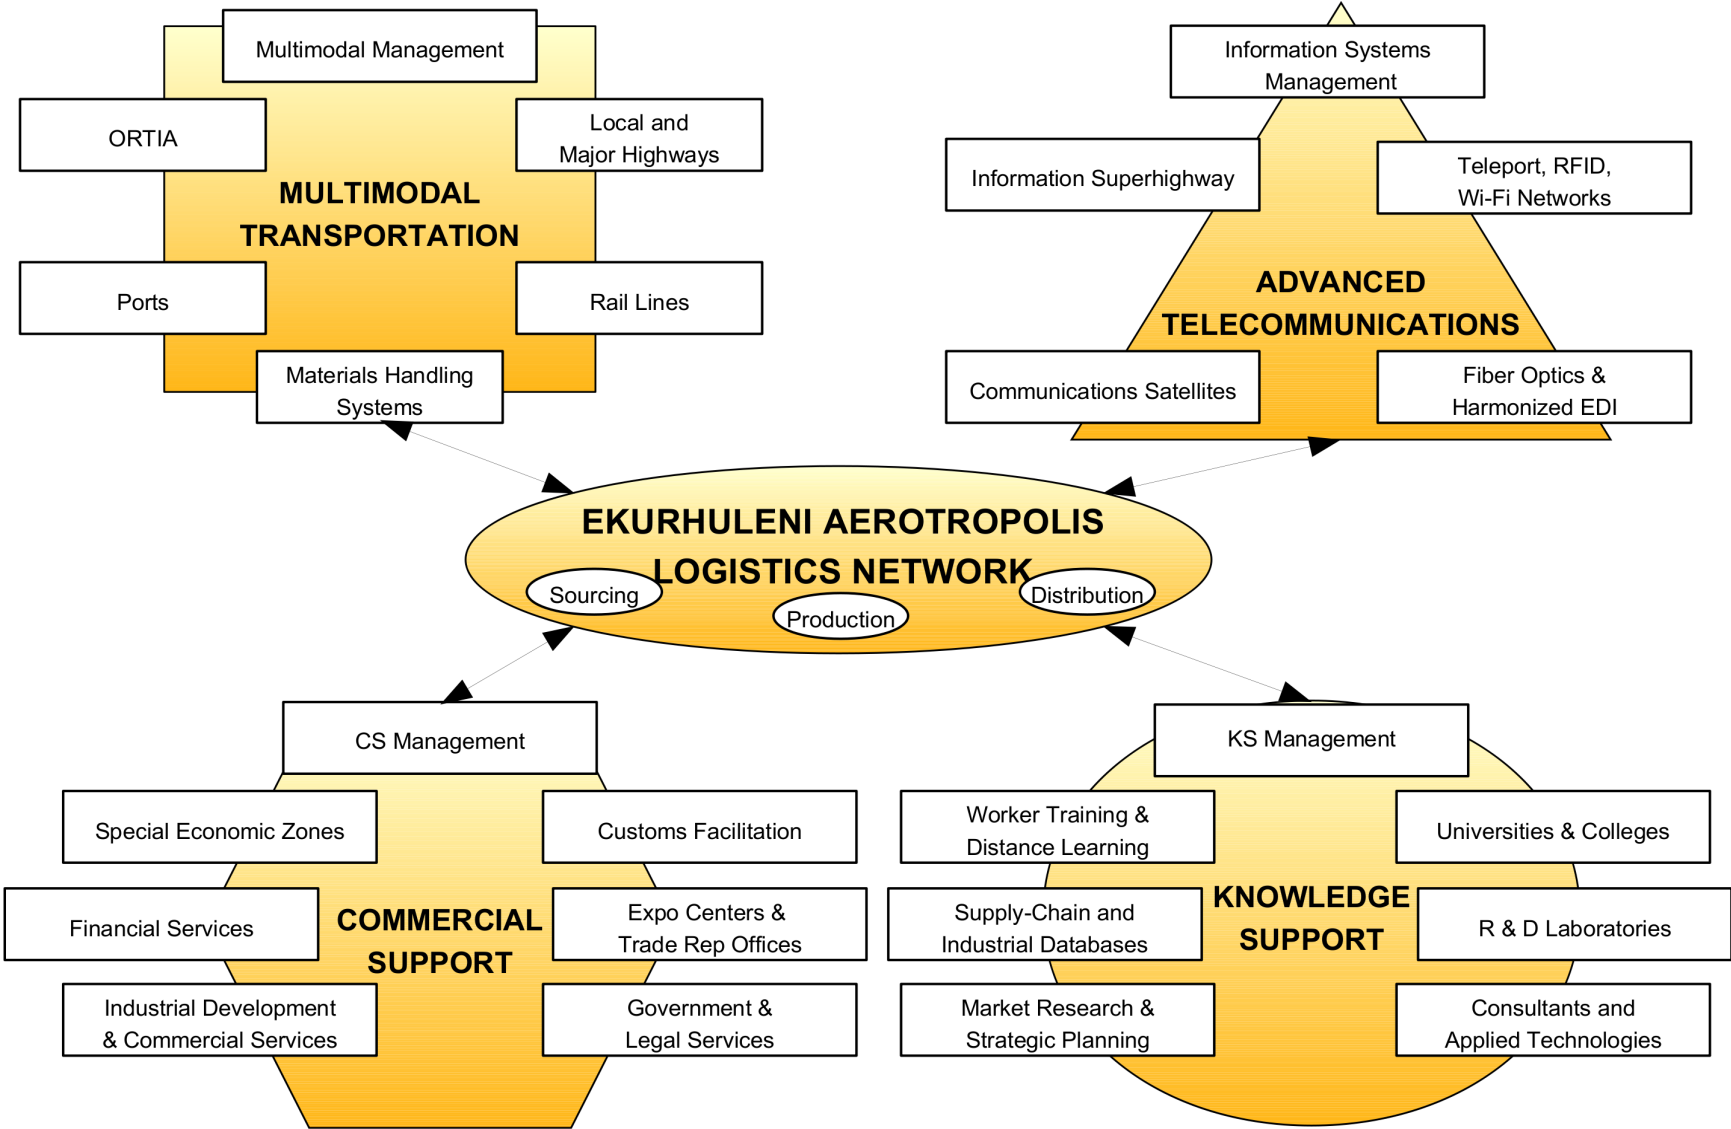 Multimodal Management
ORTIA
Local and
Major Highways
MULTIMODAL
TRANSPORTATION
Ports
Rail Lines
Materials Handling
Systems
Information Systems
Management
Information Superhighway
Teleport, RFID,
Wi-Fi Networks
ADVANCED
TELECOMMUNICATIONS
Communications Satellites
Fiber Optics &
Harmonized EDI
EKURHULENI AEROTROPOLIS
LOGISTICS NETWORK
Sourcing
Production
Distribution
CS Management
Special Economic Zones
Customs Facilitation
Financial Services
COMMERCIAL
SUPPORT
Expo Centers &
Trade Rep Offices
Industrial Development
& Commercial Services
Government &
Legal Services
KS Management
Worker Training &
Distance Learning
Universities & Colleges
Supply-Chain and
Industrial Databases
KNOWLEDGE
SUPPORT
R & D Laboratories
Market Research &
Strategic Planning
Consultants and
Applied Technologies